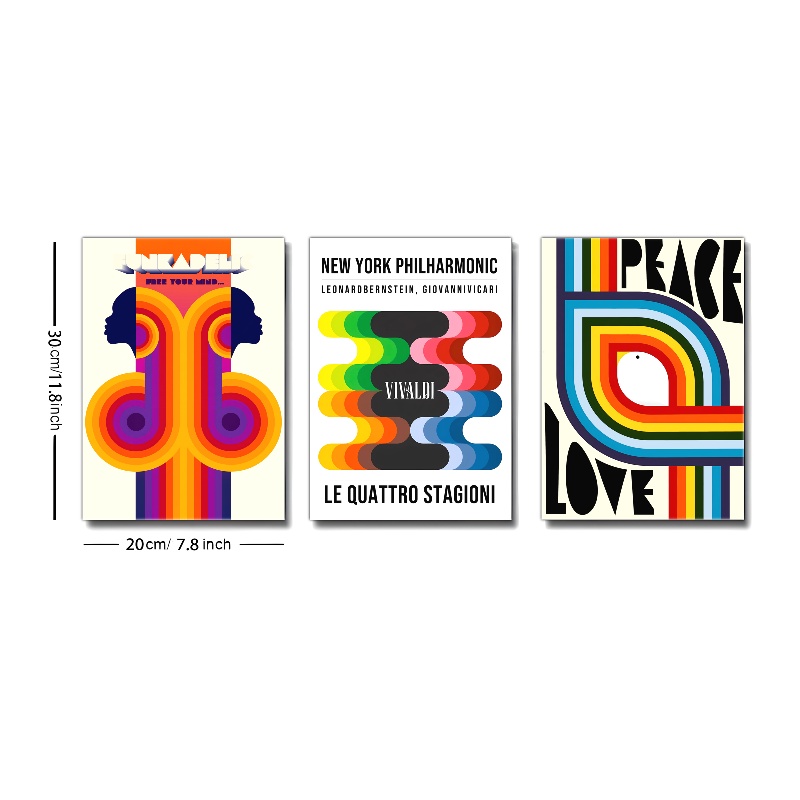 30cm/11.8inch
20cm/ 7.8 inch
UNKADELI
FREE YOUR MIND...
NEW YORK PHILHARMONIC
LEONARDBERNSTEIN, GIOVANNIVICARI
VIVALDI
LE QUATTRO STAGIONI
PEACE
LOVE